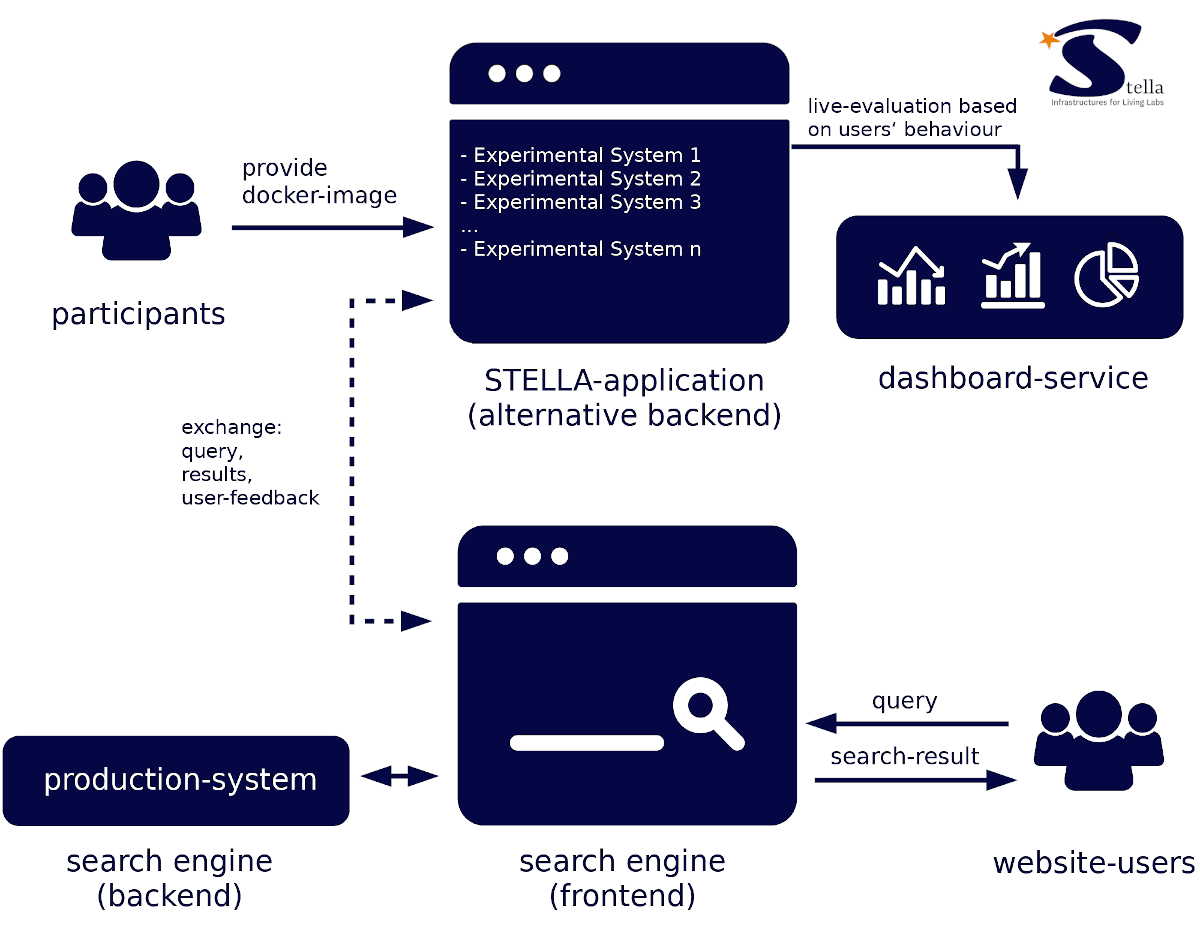 Stella
Infrastructures for Living Labs
live-evaluation based
on users‘ behaviour
provide
docker-image
- Experimental System 1
- Experimental System 2
- Experimental System 3
...
- Experimental System n
participants
STELLA-application
(alternative backend)
dashboard-service
exchange:
query,
results,
user-feedback
query
search-result
production-system
search engine
(backend)
search engine
(frontend)
website-users